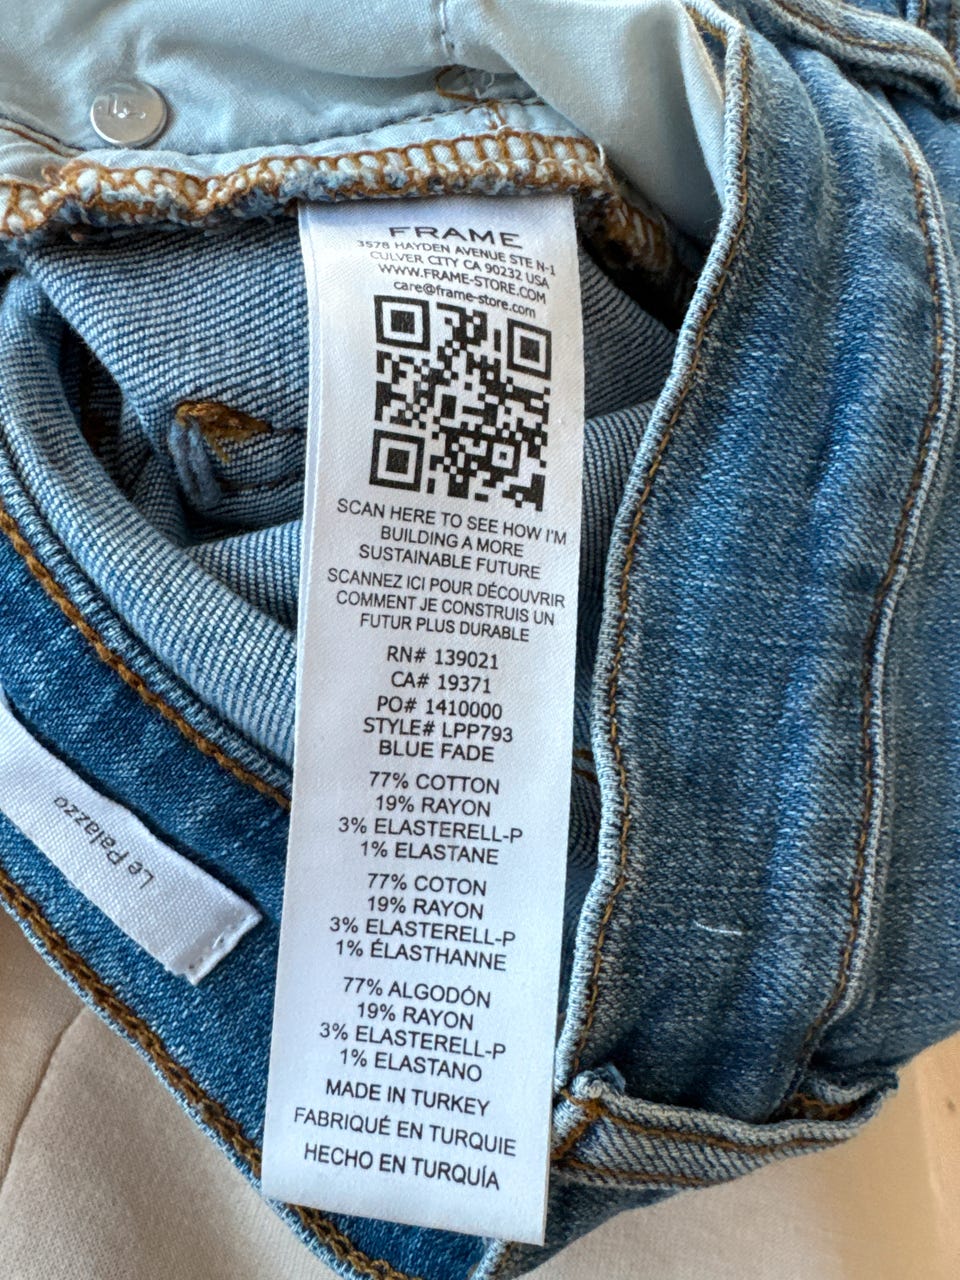 FRAME
3578 HAYDEN AVENUE STE N-1
CULVER CITY CA 90232 USA
WWW.FRAME-STORE.COM
care@frame-store.com
SCAN HERE TO SEE HOW I'M
BUILDING A MORE
SUSTAINABLE FUTURE
SCANNEZ ICI POUR DÉCOUVRIR
COMMENT JE CONSTRUIS UN
FUTUR PLUS DURABLE
RN# 139021
CA# 19371
PO# 1410000
STYLE# LPP793
BLUE FADE
77% COTTON
19% RAYON
3% ELASTERELL-P
1% ELASTANE
77% COTON
19% RAYON
3% ELASTERELL-P
1% ÉLASTHANNE
77% ALGODÓN
19% RAYON
3% ELASTERELL-P
1% ELASTANO
MADE IN TURKEY
FABRIQUÉ EN TURQUIE
HECHO EN TURQUÍA
Le Palazzo